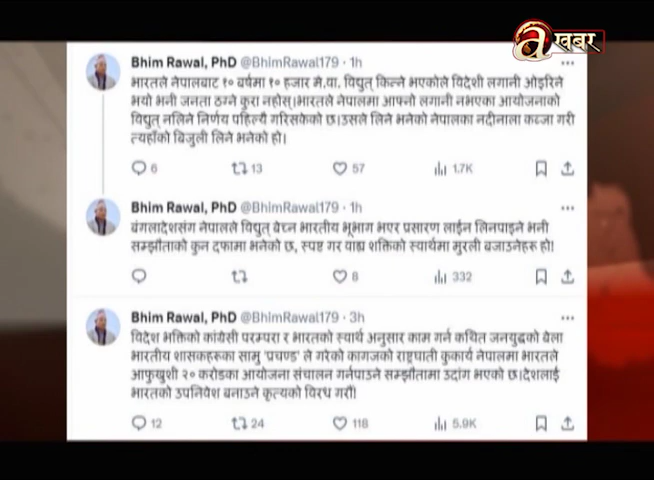 a खबर
Bhim Rawal, PhD @BhimRawal179 · 1h
भारतले नेपालबाट १० बर्षमा १० हजार मे.वा. विद्युत् किन्ने भएकोले विदेशी लगानी ओइरिने
भयो भनी जनता ठग्ने कुरा नहोस्।भारतले नेपालमा आफ्नो लगानी नभएका आयोजनाको
विद्युत् नलिने निर्णय पहिल्यै गरिसकेको छ।उसले लिने भनेको नेपालका नदीनाला कब्जा गरी
त्यहाँको बिजुली लिने भनेको हो।
6 13 57 1.7K
Bhim Rawal, PhD @BhimRawal179 · 1h
बंगलादेशसंग नेपालले विद्युत् बेच्न भारतीय भूभाग भएर प्रसारण लाईन लिनपाइने भनी
सम्झौताको कुन दफामा भनेको छ, स्पष्ट गर वाह्य शक्तिको स्वार्थमा मुरली बजाउनेहरू हो!
8 332
Bhim Rawal, PhD @BhimRawal179 · 3h
विदेश भक्तिको कांग्रेसी परम्परा र भारतको स्वार्थ अनुसार काम गर्न कथित जनयुद्धको बेला
भारतीय शासकहरूका सामु 'प्रचण्ड' ले गरेको कागजको राष्ट्रघाती कुकार्य नेपालमा भारतले
आफुखुशी २० करोडका आयोजना संचालन गर्नपाउने सम्झौतामा उदांग भएको छ।देशलाई
भारतको उपनिवेश बनाउने कृत्यको विरध गरौं!
12 24 118 5.9K